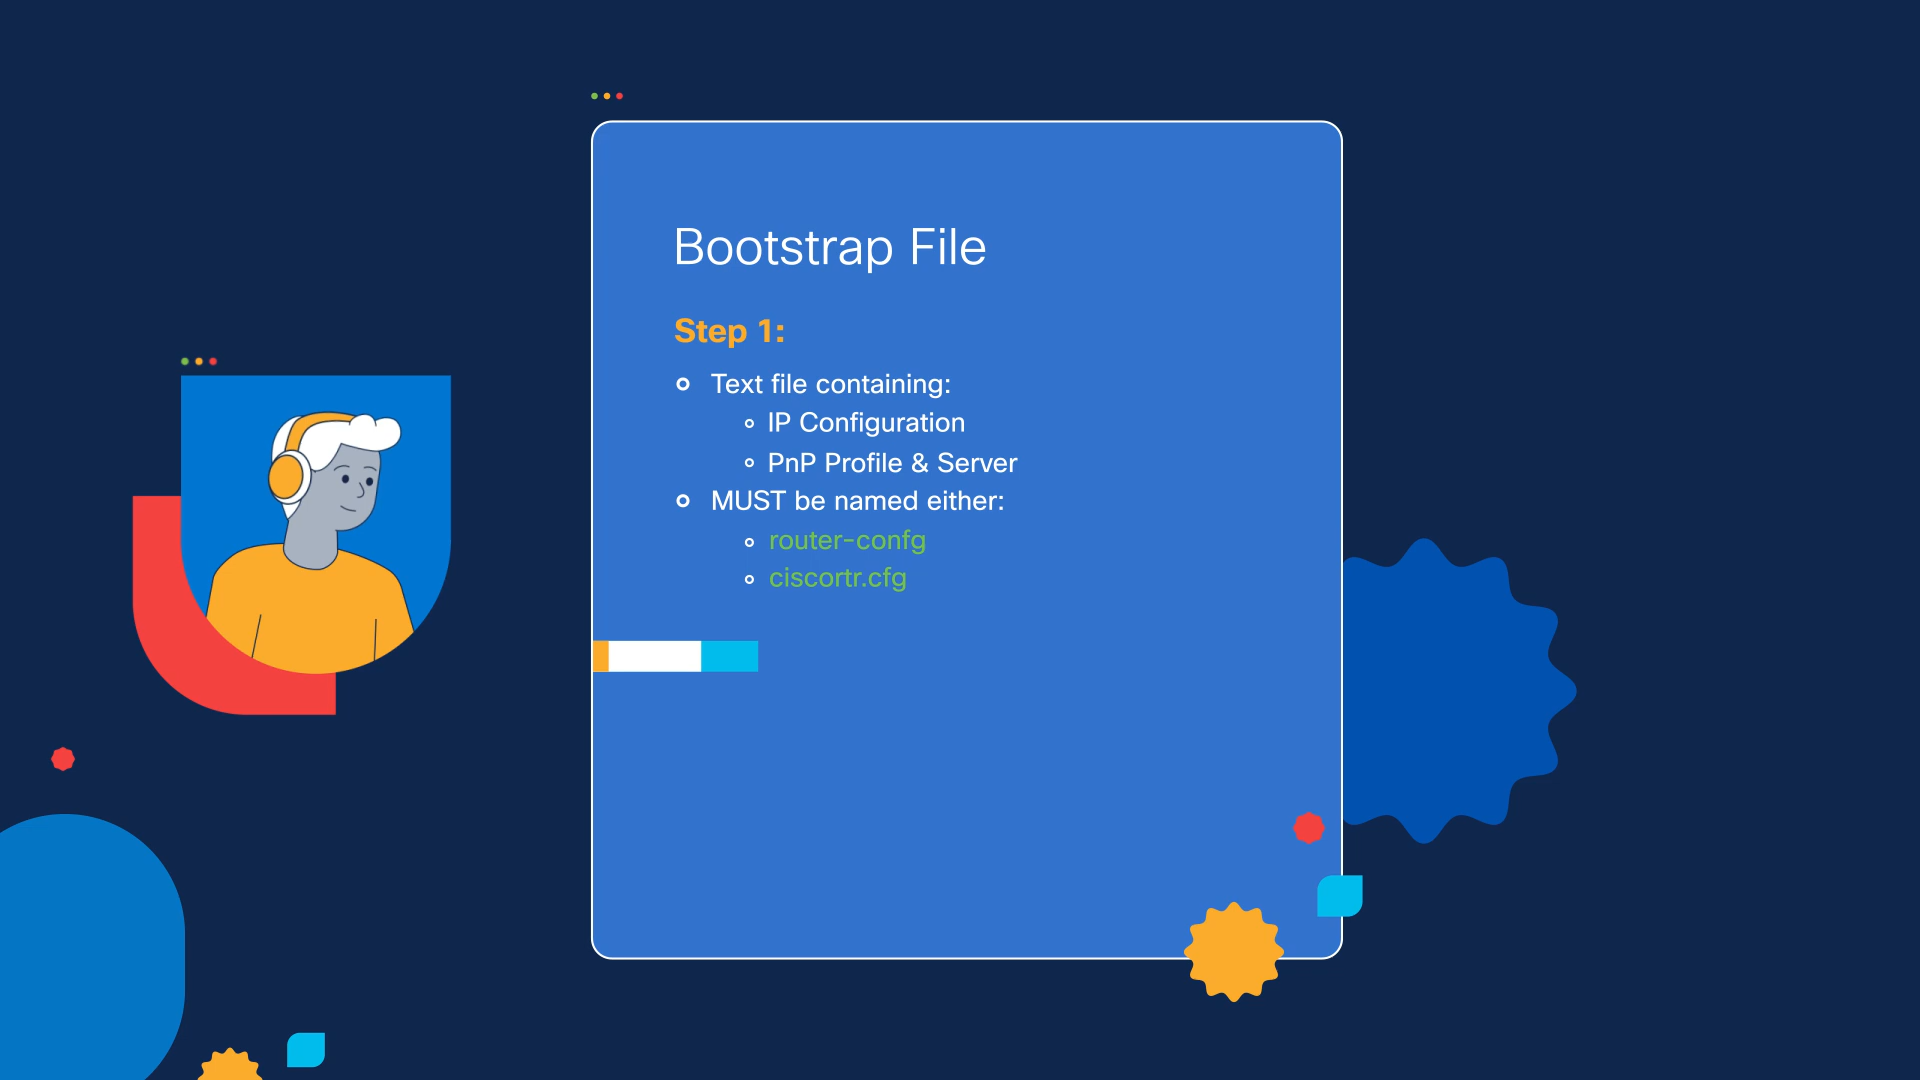 Bootstrap File
Step 1:
Text file containing:
IP Configuration
PnP Profile & Server
MUST be named either:
router-confg
ciscortr.cfg